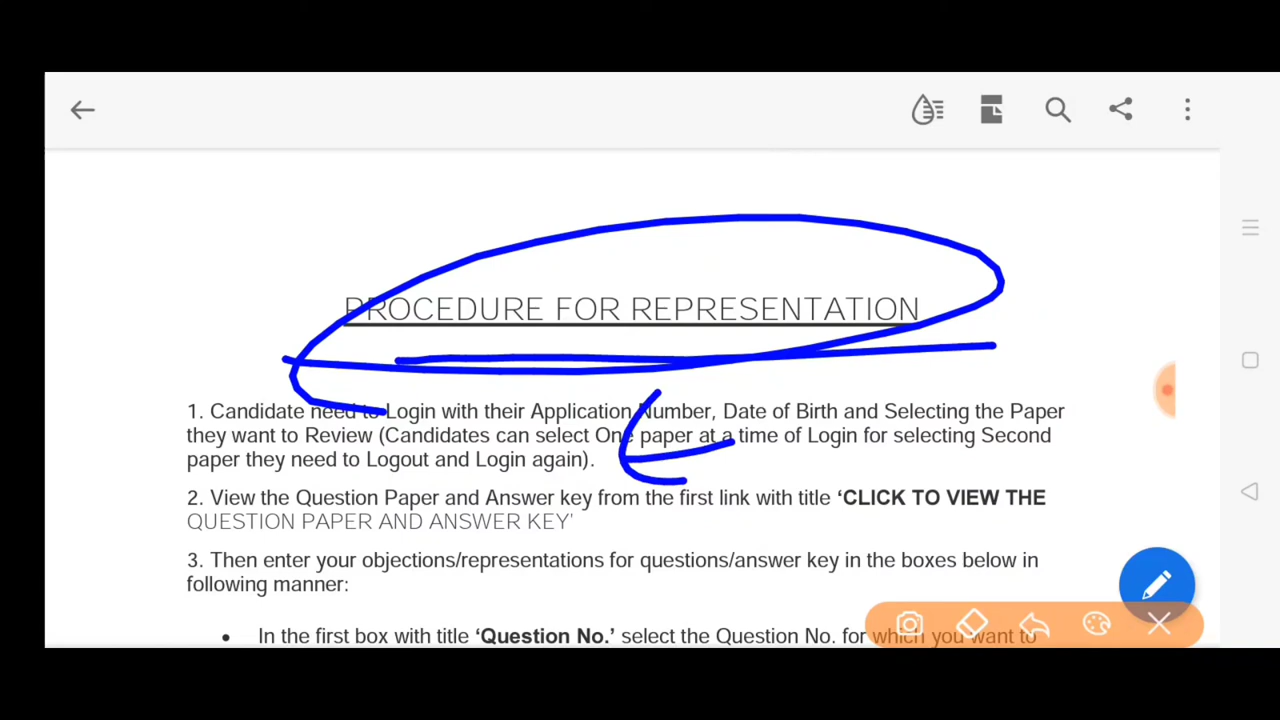 PROCEDURE FOR REPRESENTATION
1. Candidate need to Login with their Application Number, Date of Birth and Selecting the Paper
they want to Review (Candidates can select One paper at a time of Login for selecting Second
paper they need to Logout and Login again).
2. View the Question Paper and Answer key from the first link with title ‘CLICK TO VIEW THE
QUESTION PAPER AND ANSWER KEY’
3. Then enter your objections/representations for questions/answer key in the boxes below in
following manner:
• In the first box with title ‘Question No.’ select the Question No. for which you want to